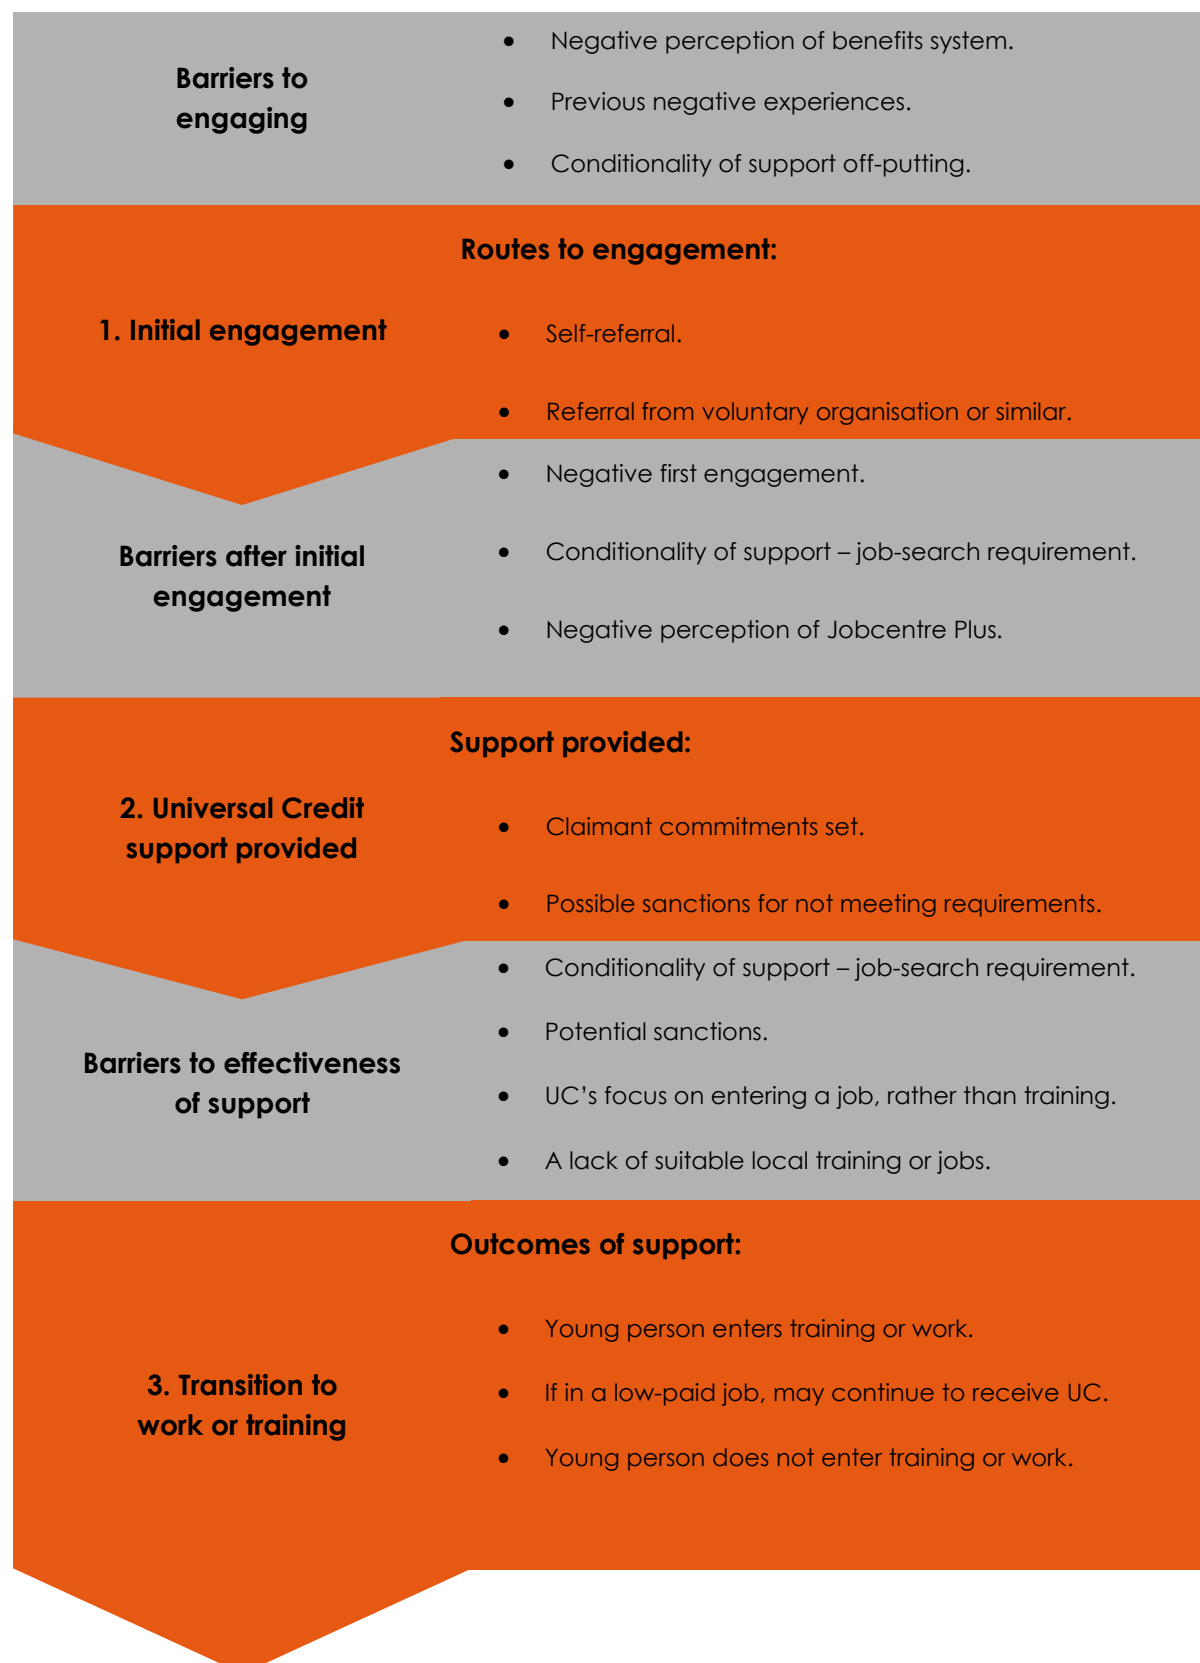 Barriers to
engaging
• Negative perception of benefits system.
• Previous negative experiences.
• Conditionality of support off-putting.
1. Initial engagement
Routes to engagement:
• Self-referral.
• Referral from voluntary organisation or similar.
Barriers after initial
engagement
• Negative first engagement.
• Conditionality of support – job-search requirement.
• Negative perception of Jobcentre Plus.
2. Universal Credit
support provided
Support provided:
• Claimant commitments set.
• Possible sanctions for not meeting requirements.
Barriers to effectiveness
of support
• Conditionality of support – job-search requirement.
• Potential sanctions.
• UC’s focus on entering a job, rather than training.
• A lack of suitable local training or jobs.
3. Transition to
work or training
Outcomes of support:
• Young person enters training or work.
• If in a low-paid job, may continue to receive UC.
• Young person does not enter training or work.